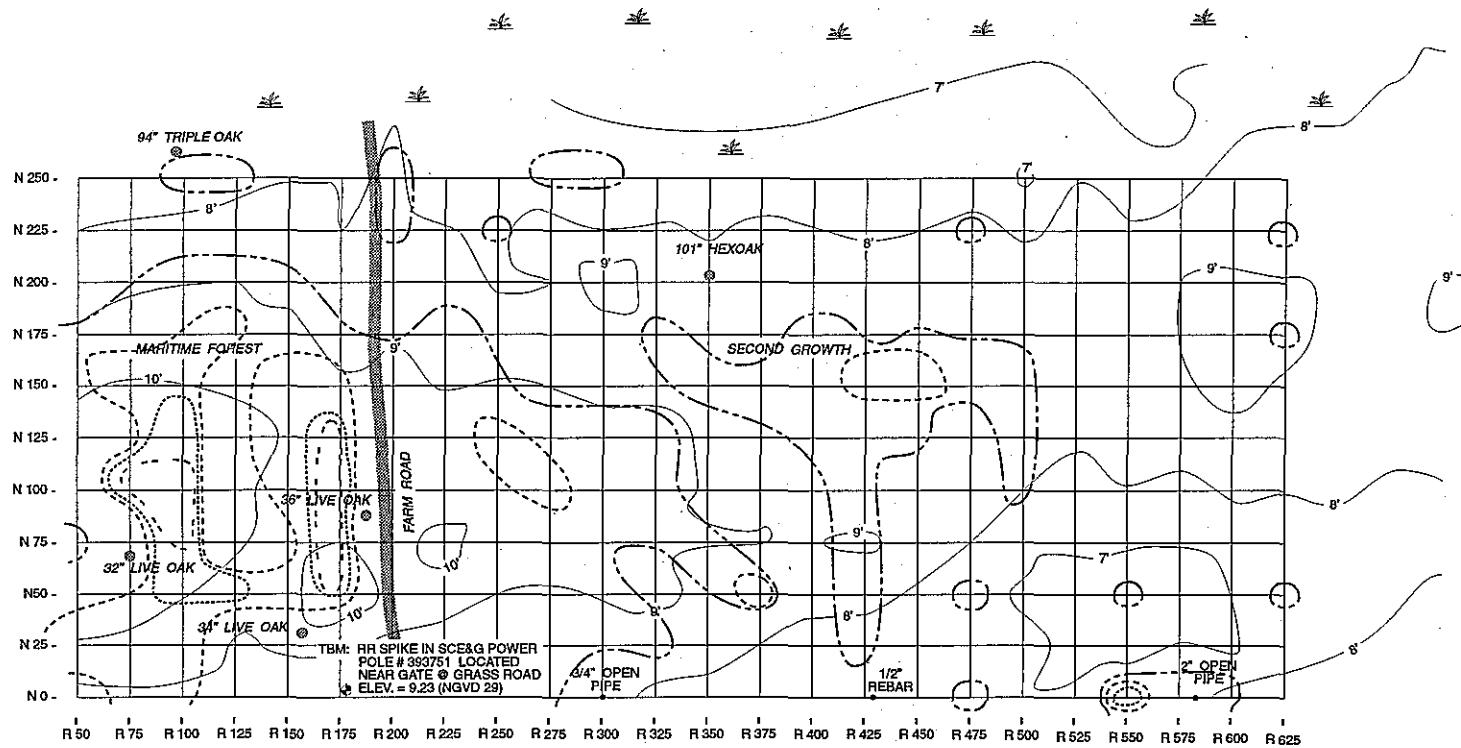 7'
8'
94" TRIPLE OAK
7'
N 250 -
8'
N 225 -
8'
101" HEXOAK
9'
9'
9'
N 200 -
N 175 -
MARITIME FOREST
9'
SECOND GROWTH
10'
N 150 -
N 125 -
N 100 -
36" LIVE OAK
FARM ROAD
8'
9'
N 75 -
7'
32" LIVE OAK
10'
N50 -
10'
9'
8'
34" LIVE OAK
N 25 -
TBM: RR SPIKE IN SCE&G POWER
POLE # 393751 LOCATED
NEAR GATE @ GRASS ROAD
ELEV. = 9.23 (NGVD 29)
8'
3/4" OPEN
PIPE
1/2"
REBAR
2" OPEN
PIPE
N 0 -
R 50 R 75 R 100 R 125 R 150 R 175 R 200 R 225 R 250 R 275 R 300 R 325 R 350 R 375 R 400 R 425 R 450 R 475 R 500 R 525 R 550 R 575 R 600 R 625